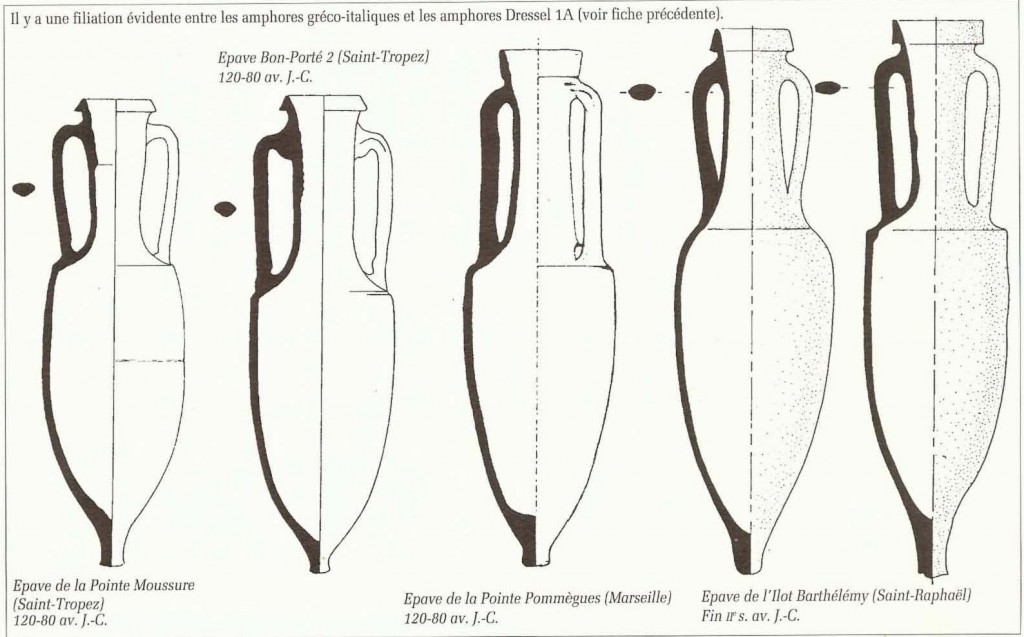 Il y a une filiation évidente entre les amphores gréco-italiques et les amphores Dressel 1A (voir fiche précédente).
Epave Bon-Porté 2 (Saint-Tropez)
120-80 av. J.-C.
Epave de la Pointe Moussure
(Saint-Tropez)
120-80 av. J.-C.
Epave de la Pointe Pommègues (Marseille)
120-80 av. J.-C.
Epave de l'Ilot Barthélémy (Saint-Raphaël)
Fin IIe s. av. J.-C.